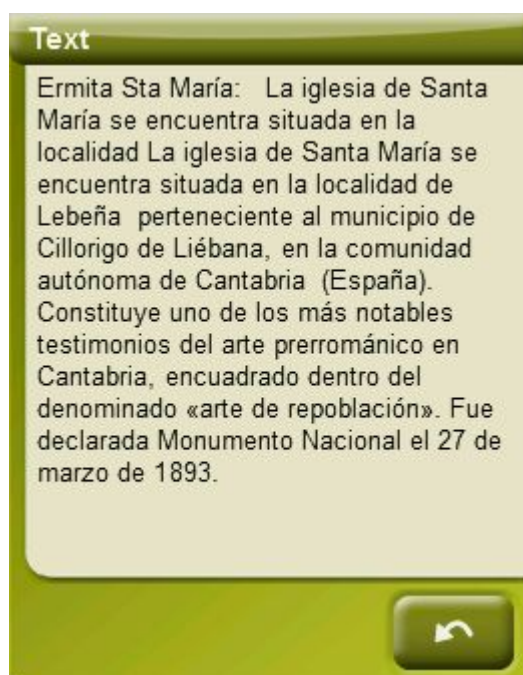 Text
Ermita Sta María:   La iglesia de Santa
María se encuentra situada en la
localidad La iglesia de Santa María se
encuentra situada en la localidad de
Lebeña  perteneciente al municipio de
Cillorigo de Liébana, en la comunidad
autónoma de Cantabria  (España).
Constituye uno de los más notables
testimonios del arte prerrománico en
Cantabria, encuadrado dentro del
denominado «arte de repoblación». Fue
declarada Monumento Nacional el 27 de
marzo de 1893.